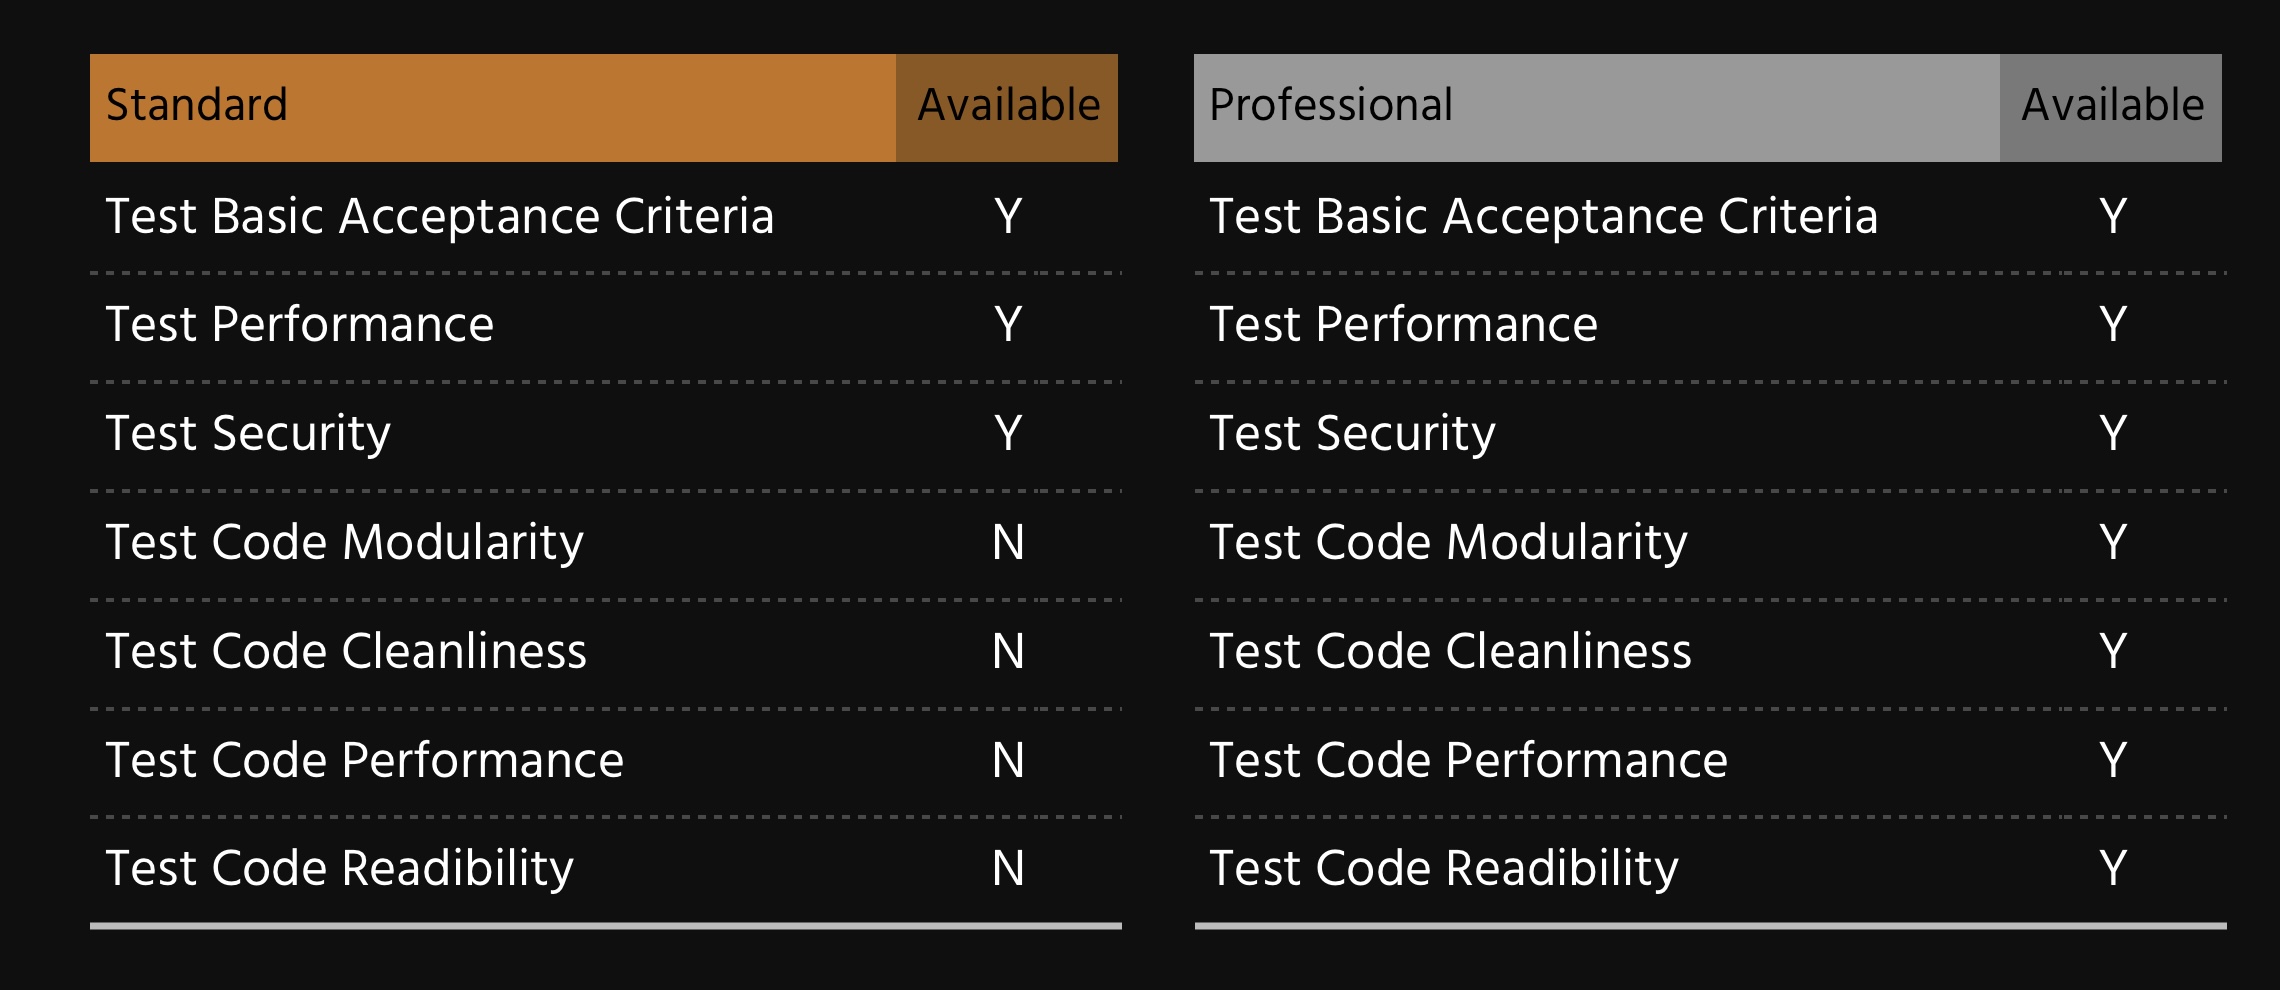 Standard Available
Test Basic Acceptance Criteria Y
Test Performance Y
Test Security Y
Test Code Modularity N
Test Code Cleanliness N
Test Code Performance N
Test Code Readibility N
Professional Available
Test Basic Acceptance Criteria Y
Test Performance Y
Test Security Y
Test Code Modularity Y
Test Code Cleanliness Y
Test Code Performance Y
Test Code Readibility Y